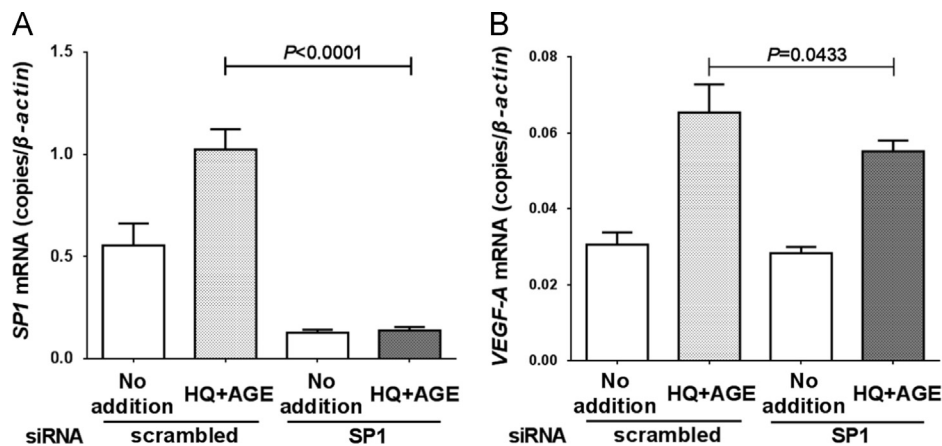 A
SP1 mRNA (copies/β-actin)
1.5
1.0
0.5
0.0
P<0.0001
No addition
HQ+AGE
No addition
HQ+AGE
siRNA
scrambled
SP1
B
VEGF-A mRNA (copies/β-actin)
0.08
0.06
0.04
0.02
0.00
P=0.0433
No addition
HQ+AGE
No addition
HQ+AGE
siRNA
scrambled
SP1